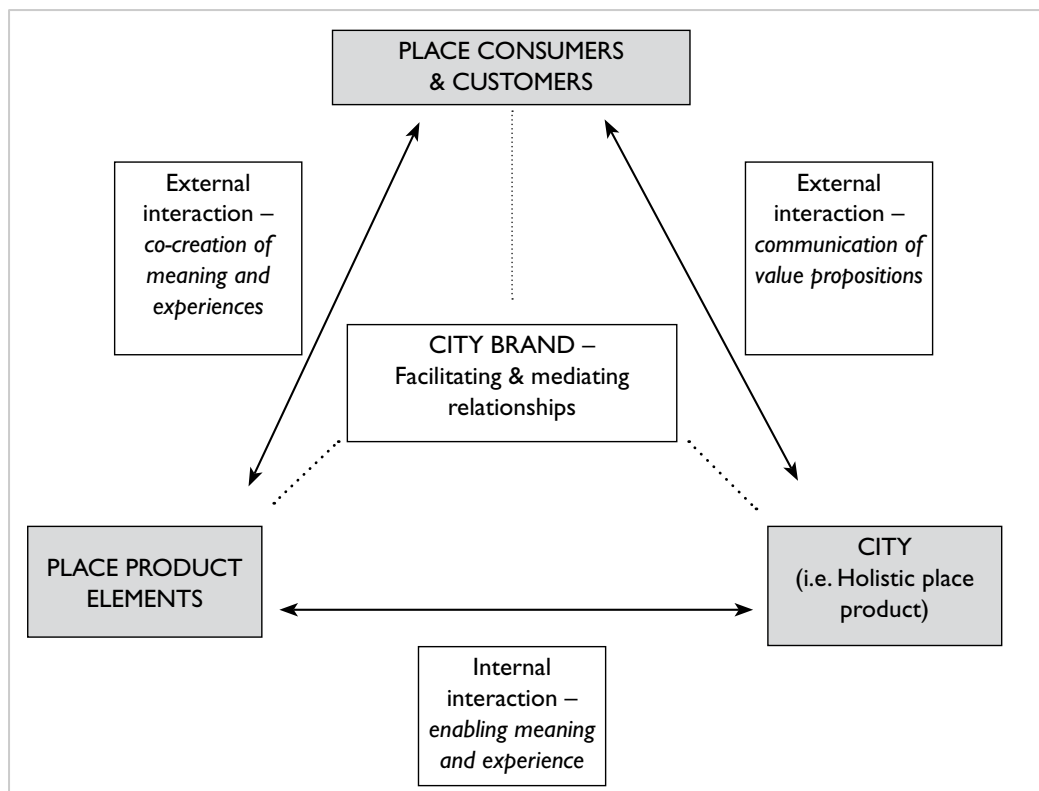 PLACE CONSUMERS
& CUSTOMERS
External
interaction –
co-creation of
meaning and
experiences
External
interaction –
communication of
value propositions
CITY BRAND –
Facilitating & mediating
relationships
PLACE PRODUCT
ELEMENTS
CITY
(i.e. Holistic place
product)
Internal
interaction –
enabling meaning
and experience